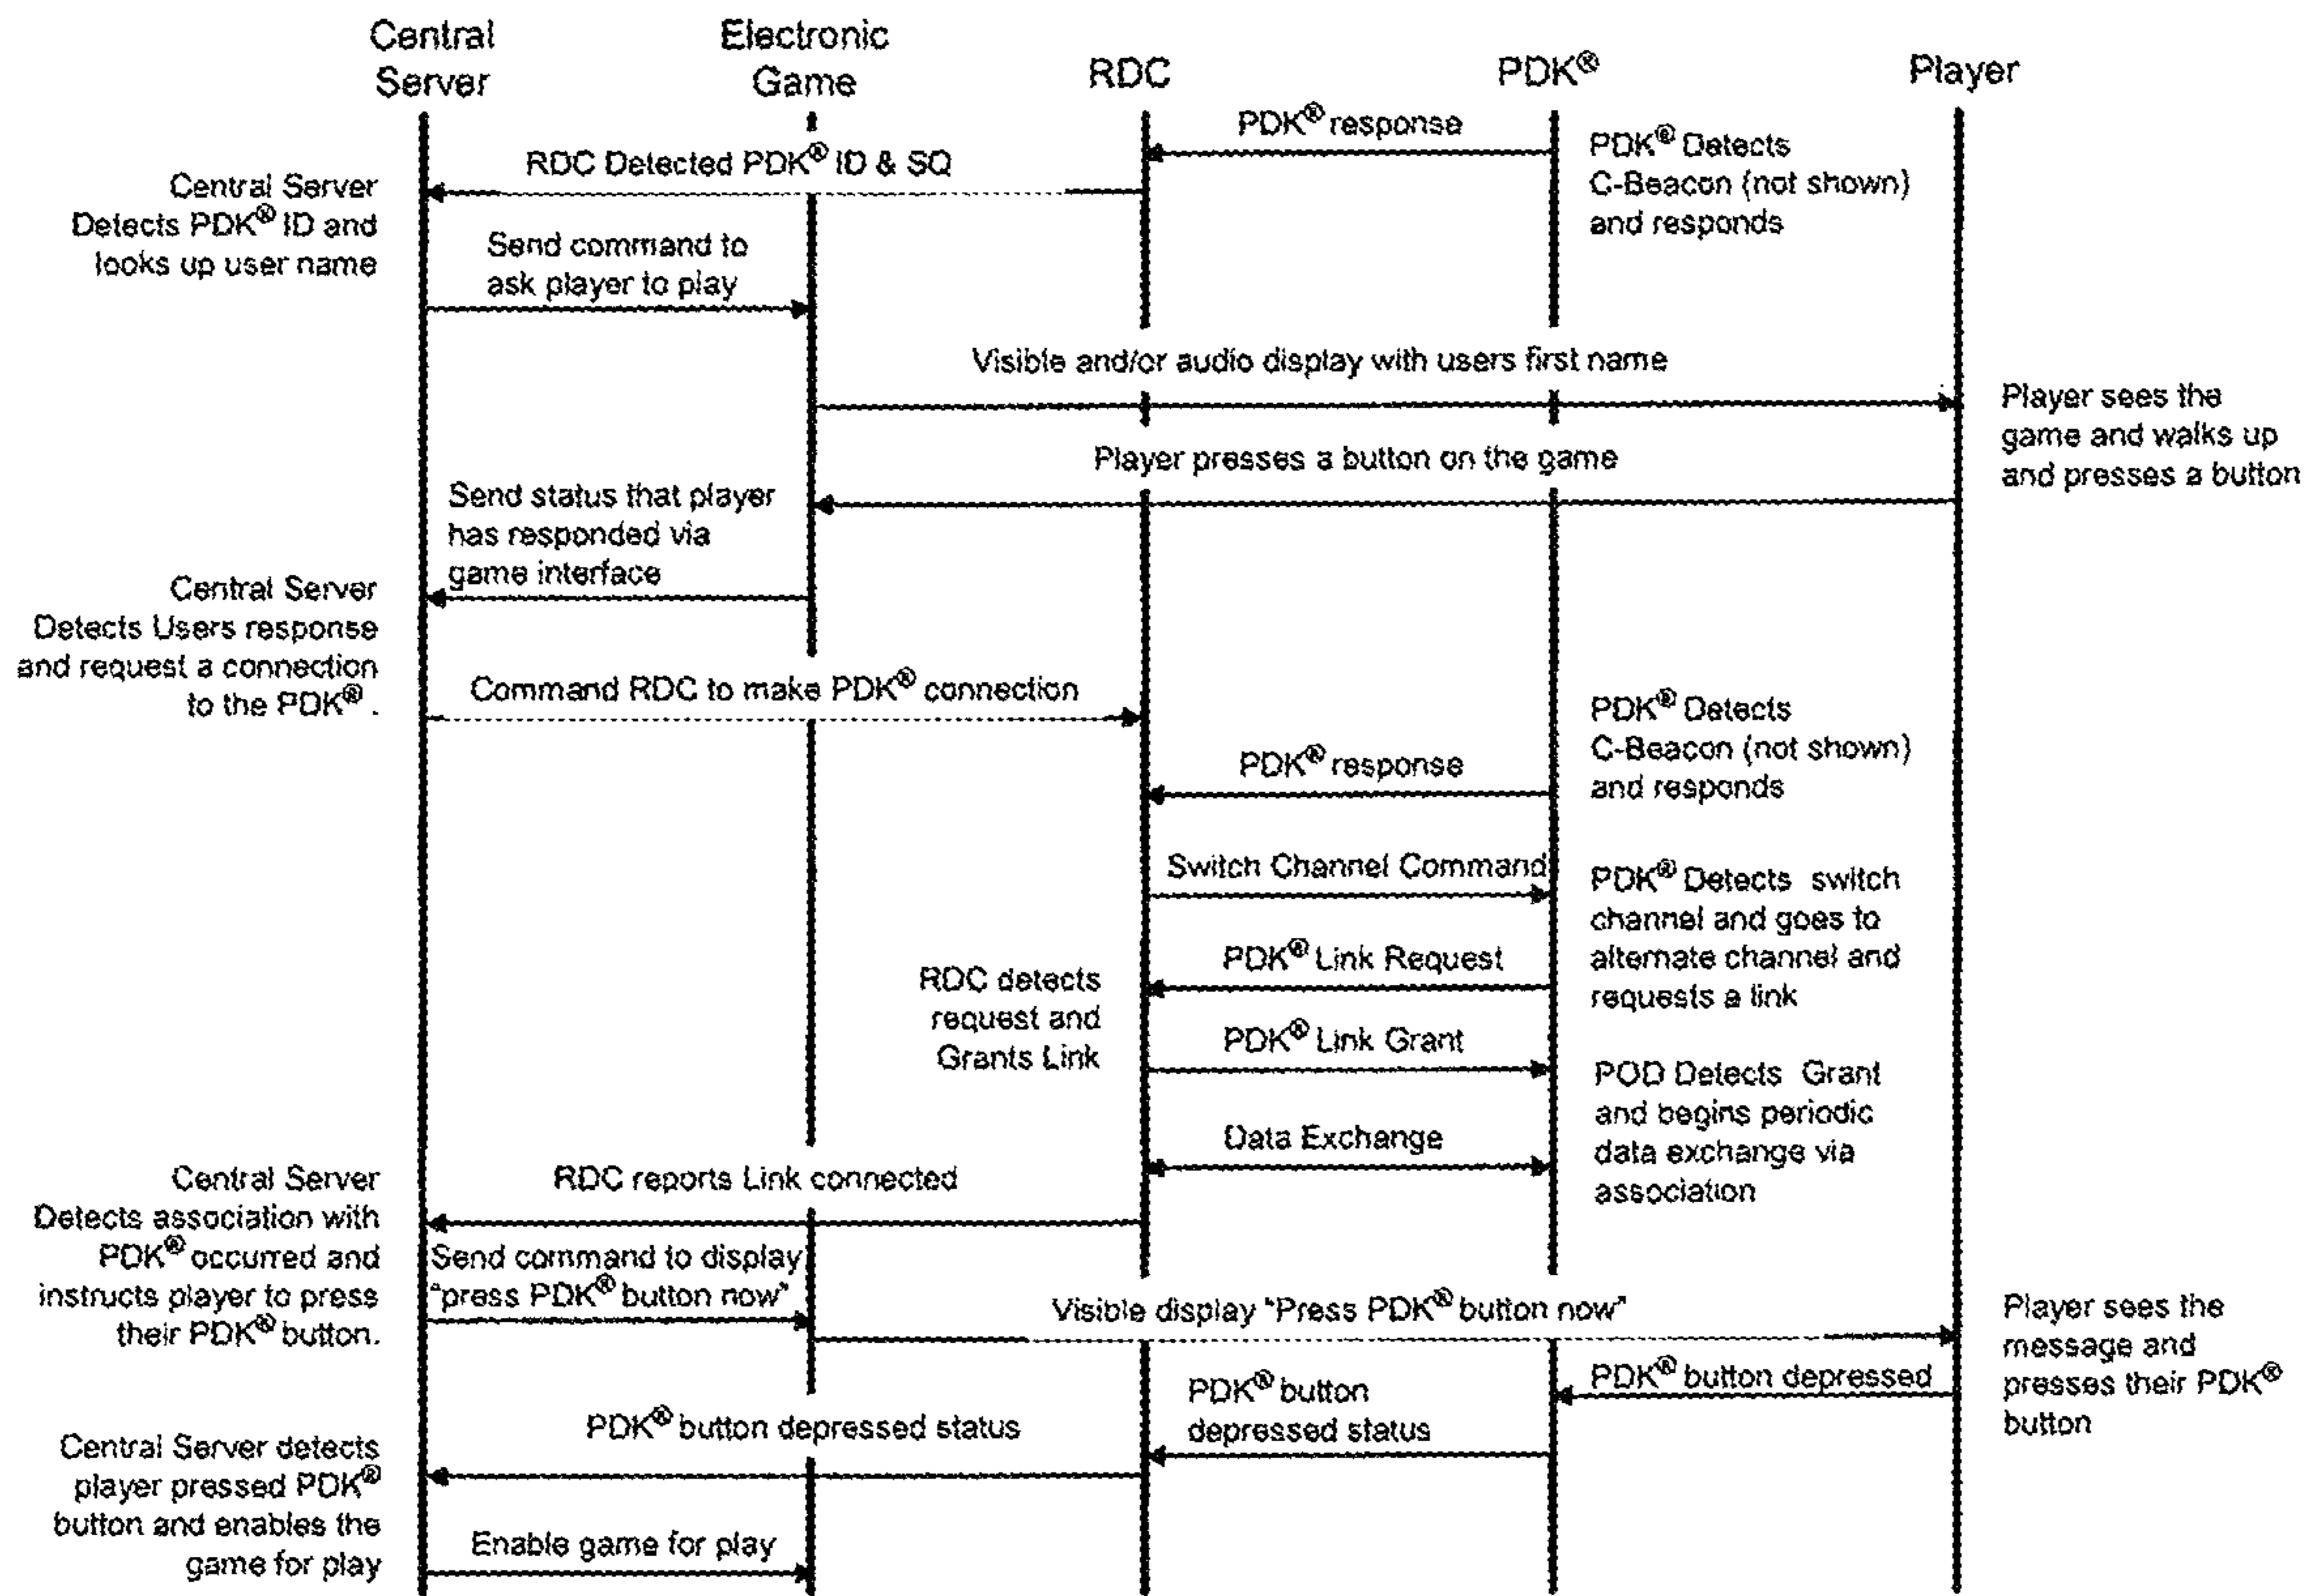 Central
Server
Electronic
Game
RDC
PDK®
Player
PDK® response
PDK® Detects
C-Beacon (not shown)
and responds
RDC Detected PDK® ID & SQ
Central Server
Detects PDK® ID and
looks up user name
Send command to
ask player to play
Visible and/or audio display with users first name
Player sees the
game and walks up
and presses a button
Player presses a button on the game
Send status that player
has responded via
game interface
Central Server
Detects Users response
and request a connection
to the PDK® .
Command RDC to make PDK® connection
PDK® Detects
C-Beacon (not shown)
and responds
PDK® response
Switch Channel Command
PDK® Detects switch
channel and goes to
alternate channel and
requests a link
PDK® Link Request
RDC detects
request and
Grants Link
PDK® Link Grant
POD Detects Grant
and begins periodic
data exchange via
association
Data Exchange
RDC reports Link connected
Central Server
Detects association with
PDK® occurred and
instructs player to press
their PDK® button.
Send command to display
"press PDK® button now"
Visible display "Press PDK® button now"
Player sees the
message and
presses their PDK®
button
PDK® button depressed
PDK® button
depressed status
PDK® button depressed status
Central Server detects
player pressed PDK®
button and enables the
game for play
Enable game for play